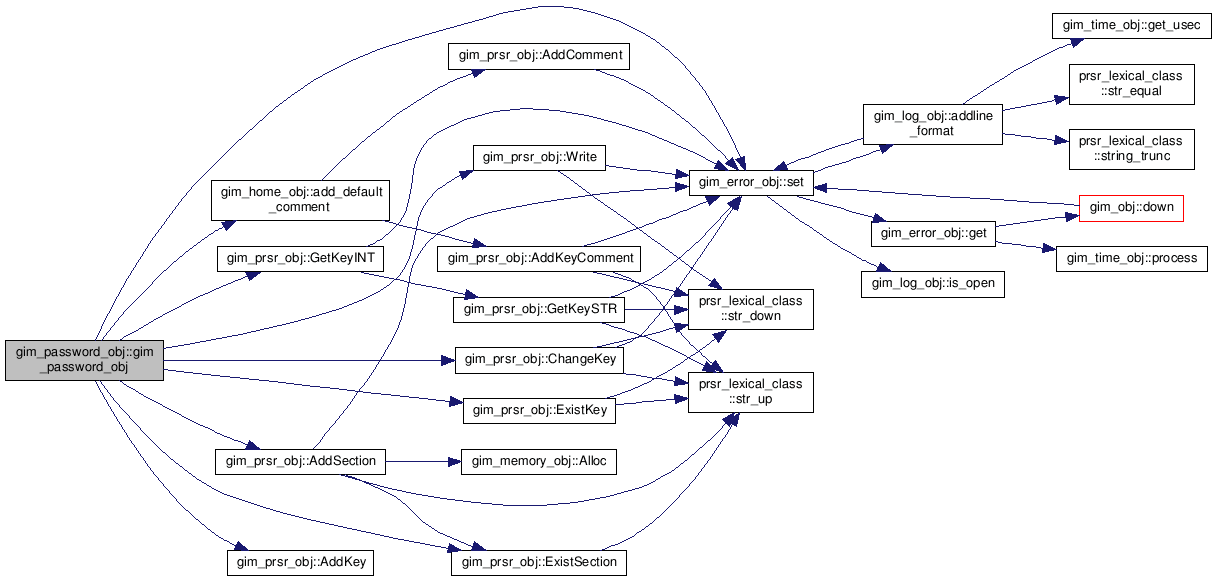 gim_time_obj::get_usec
gim_prsr_obj::AddComment
prsr_lexical_class
::str_equal
gim_log_obj::addline
_format
prsr_lexical_class
::string_trunc
gim_prsr_obj::Write
gim_error_obj::set
gim_home_obj::add_default
_comment
gim_obj::down
gim_error_obj::get
gim_prsr_obj::GetKeyINT
gim_prsr_obj::AddKeyComment
gim_time_obj::process
gim_log_obj::is_open
gim_prsr_obj::GetKeySTR
prsr_lexical_class
::str_down
gim_password_obj::gim
_password_obj
gim_prsr_obj::ChangeKey
prsr_lexical_class
::str_up
gim_prsr_obj::ExistKey
gim_prsr_obj::AddSection
gim_memory_obj::Alloc
gim_prsr_obj::AddKey
gim_prsr_obj::ExistSection